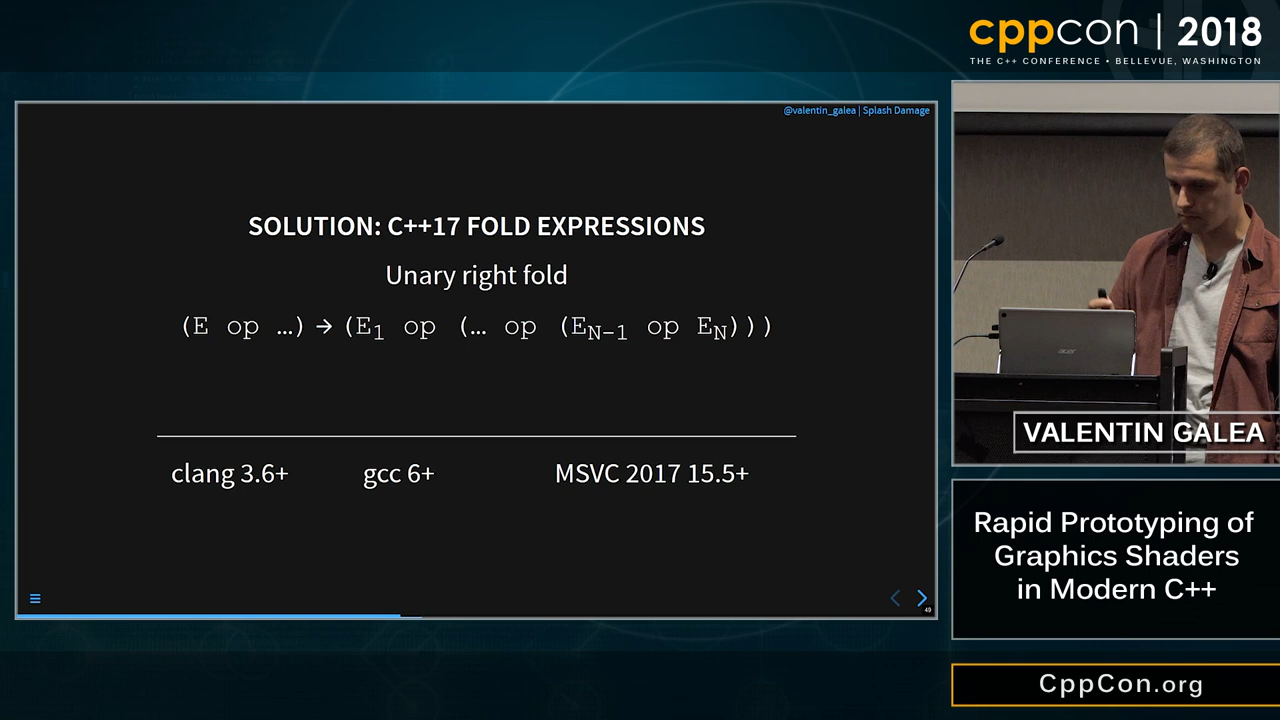 cppcon | 2018
THE C++ CONFERENCE • BELLEVUE, WASHINGTON
@valentin_galea | Splash Damage
SOLUTION: C++17 FOLD EXPRESSIONS
Unary right fold
(E op …) → (E1 op (… op (EN−1 op EN)))
clang 3.6+ gcc 6+ MSVC 2017 15.5+
49
acer
VALENTIN GALEA
Rapid Prototyping of
Graphics Shaders
in Modern C++
CppCon.org